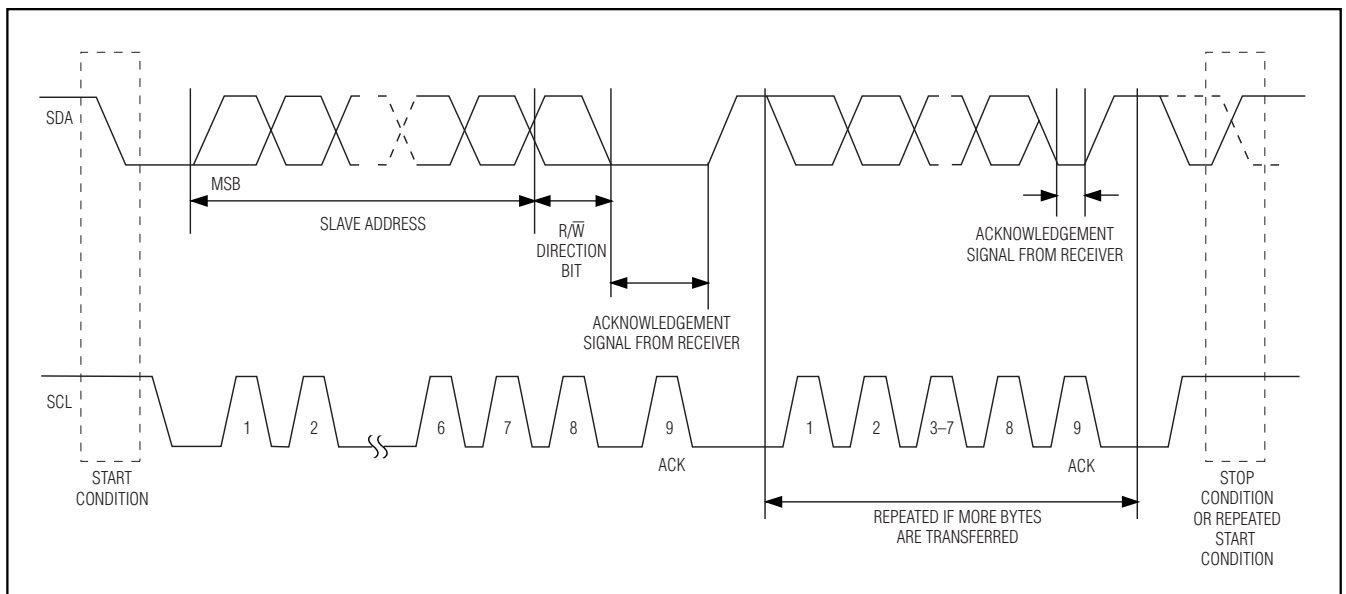 SDA
MSB
SLAVE ADDRESS
R/W̅
DIRECTION
BIT
ACKNOWLEDGEMENT
SIGNAL FROM RECEIVER
ACKNOWLEDGEMENT
SIGNAL FROM RECEIVER
SCL
1 2 6 7 8 9 1 2 3–7 8 9
ACK ACK
START
CONDITION
REPEATED IF MORE BYTES
ARE TRANSFERRED
STOP
CONDITION
OR REPEATED
START
CONDITION